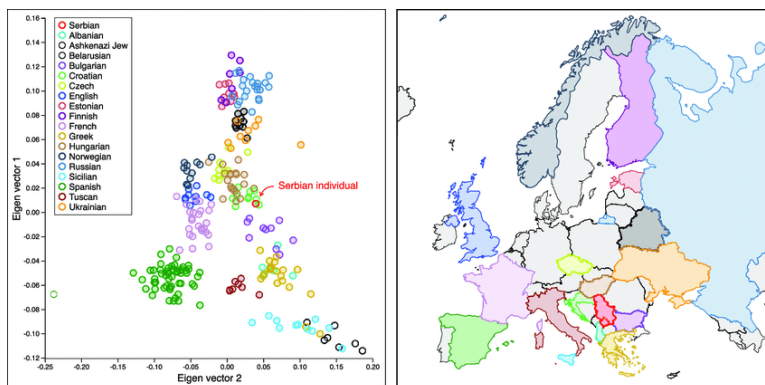 0.16
0.14
0.12
0.10
0.08
0.06
0.04
0.02
0.00
-0.02
-0.04
-0.06
-0.08
-0.10
-0.12
Eigen vector 1
Serbian
Albanian
Ashkenazi Jew
Belarusian
Bulgarian
Croatian
Czech
English
Estonian
Finnish
French
Greek
Hungarian
Norwegian
Russian
Sicilian
Spanish
Tuscan
Ukrainian
Serbian individual
-0.25 -0.20 -0.15 -0.10 -0.05 0.00 0.05 0.10 0.15 0.20
Eigen vector 2